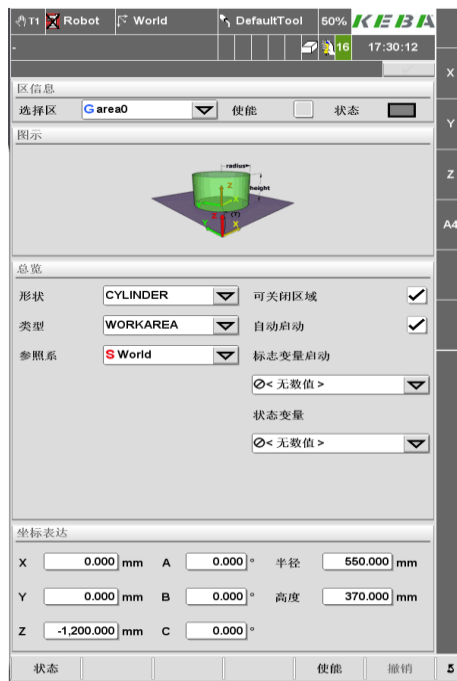 T1 Robot World DefaultTool 50% KEBA
- 16 17:30:12
区信息
选择区 G area0 使能 状态
图示
radius
height
Z
Y X
Z (T)
Y X
总览
形状 CYLINDER 可关闭区域
类型 WORKAREA 自动启动
参照系 S World 标志变量启动
<无数值>
状态变量
<无数值>
坐标表达
X 0.000 mm A 0.000 ° 半径 550.000 mm
Y 0.000 mm B 0.000 ° 高度 370.000 mm
Z -1,200.000 mm C 0.000 °
状态 使能 撤销 5
X
Y
Z
A4